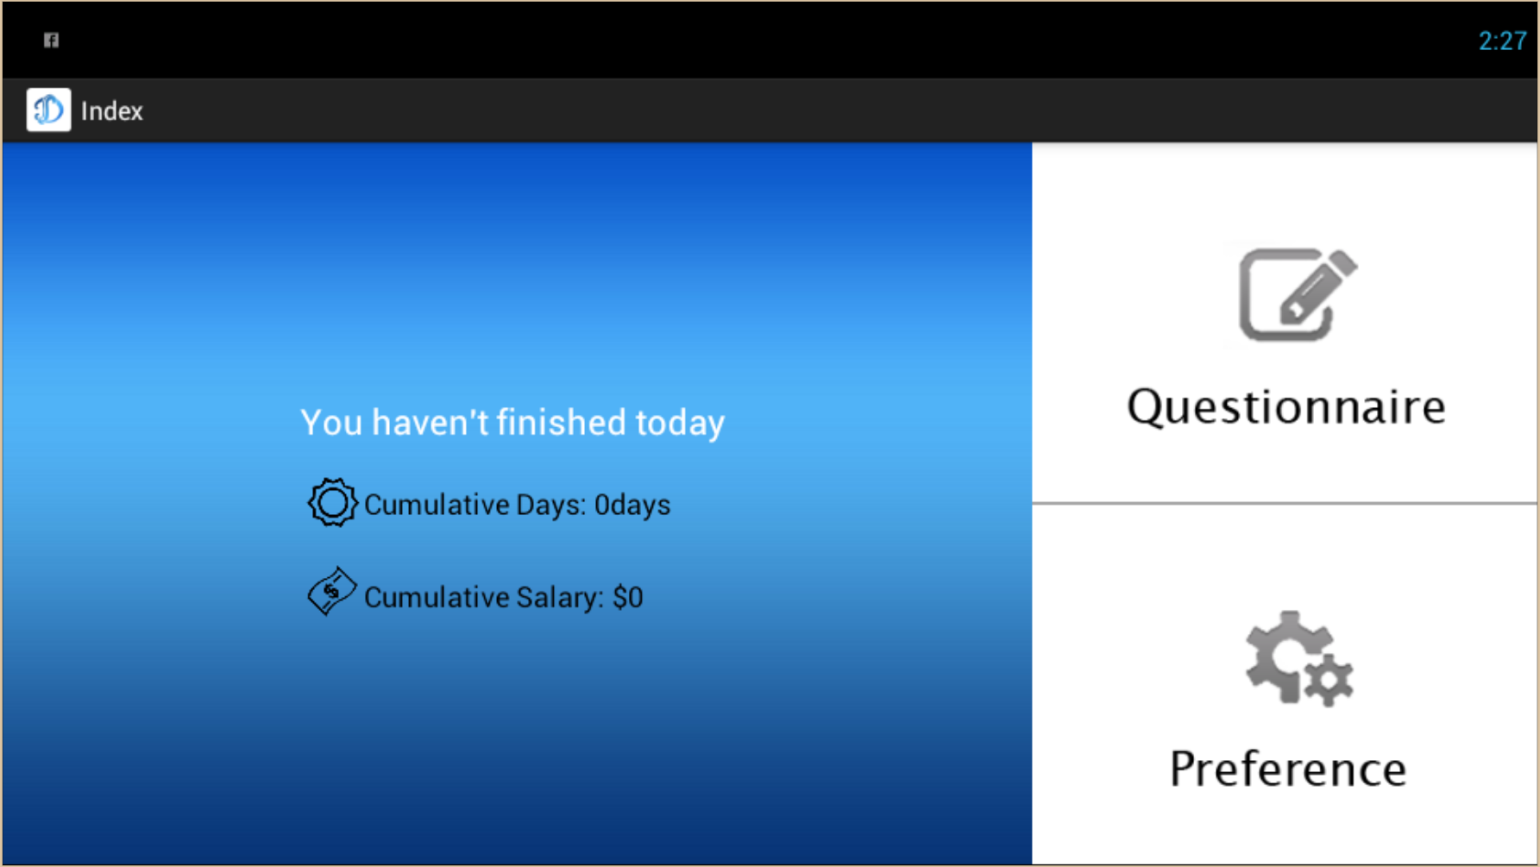 2:27
Index
You haven't finished today
Cumulative Days: 0days
Cumulative Salary: $0
Questionnaire
Preference